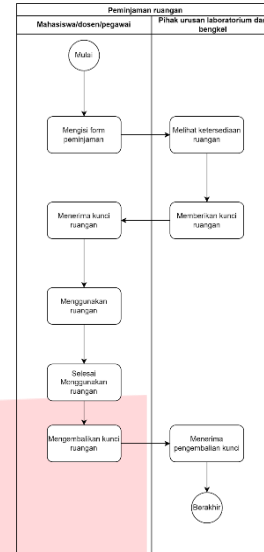 Peminjaman ruangan
Mahasiswa/dosen/pegawai
Pihak urusan laboratorium dan
bengkel
Mulai
Mengisi form
peminjaman
Melihat ketersediaan
ruangan
Menerima kunci
ruangan
Memberikan kunci
ruangan
Menggunakan
ruangan
Selesai
Menggunakan
ruangan
Mengembalikan kunci
ruangan
Menerima
pengembalian kunci
Berakhir